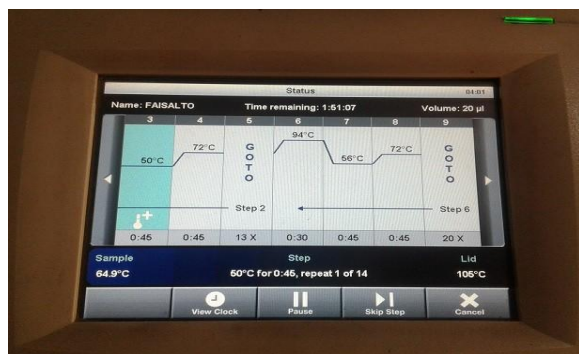 Status 01:01
Name: FAISALTO Time remaining: 1:51:07 Volume: 20 µl
3 4 5 6 7 8 9
50°C 72°C GOTO 94°C 56°C 72°C GOTO
Step 2 Step 6
0:45 0:45 13 X 0:30 0:45 0:45 20 X
Sample Step Lid
64.9°C 50°C for 0:45, repeat 1 of 14 105°C
View Clock Pause Skip Step Cancel